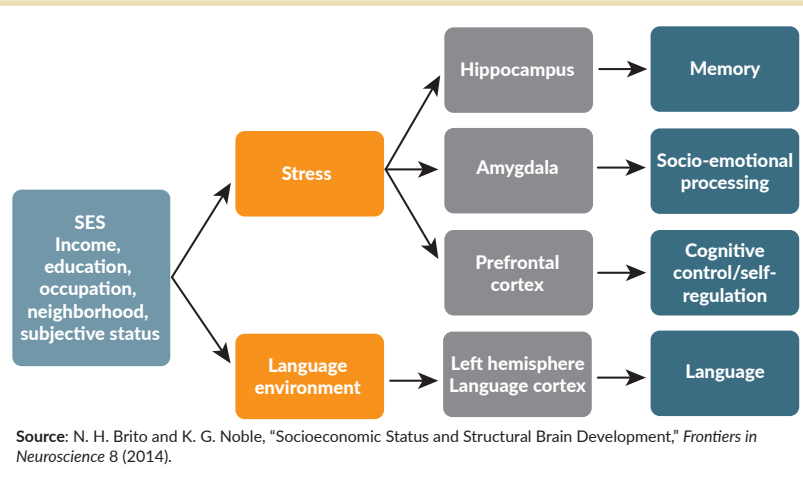 Hippocampus
Memory
Stress
Amygdala
Socio-emotional
processing
SES
Income,
education,
occupation,
neighborhood,
subjective status
Prefrontal
cortex
Cognitive
control/self-
regulation
Language
environment
Left hemisphere
Language cortex
Language
Source: N. H. Brito and K. G. Noble, “Socioeconomic Status and Structural Brain Development,” Frontiers in
Neuroscience 8 (2014).